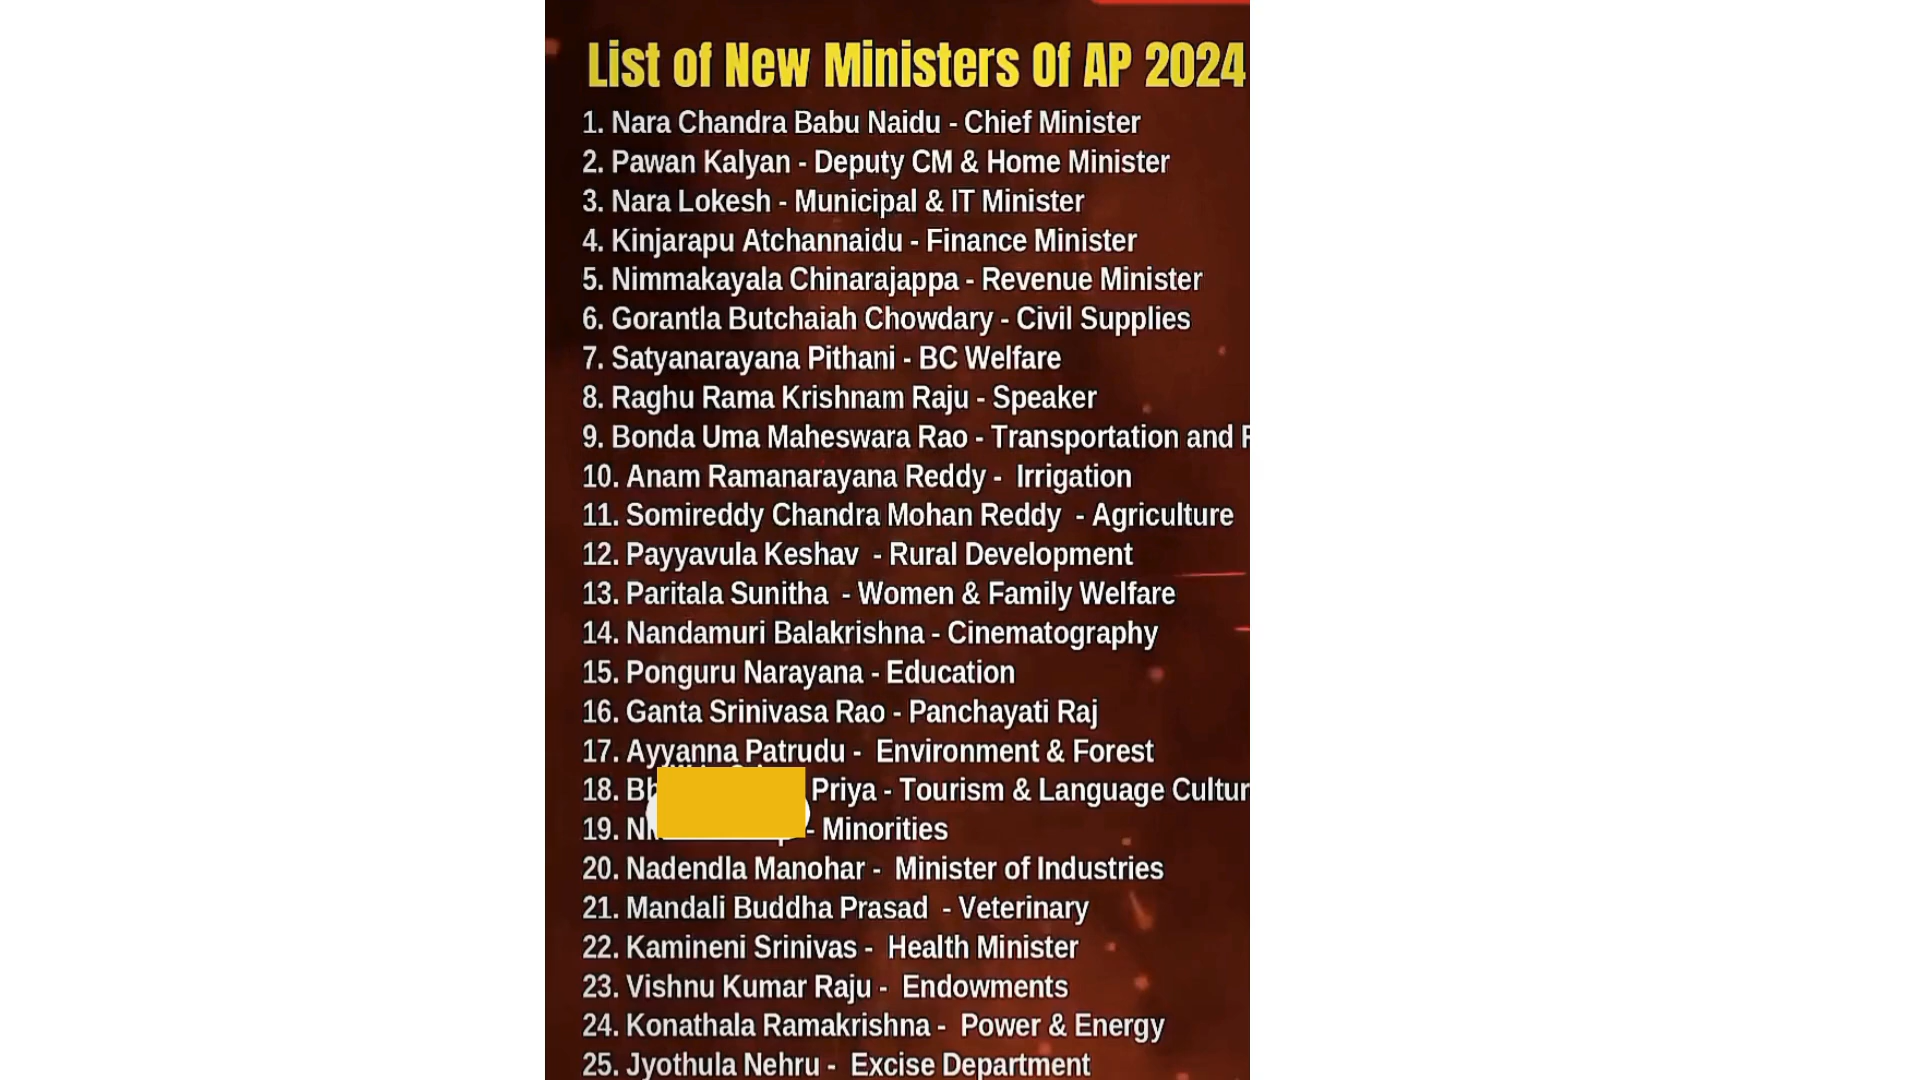 List of New Ministers Of AP 2024
1. Nara Chandra Babu Naidu - Chief Minister
2. Pawan Kalyan - Deputy CM & Home Minister
3. Nara Lokesh - Municipal & IT Minister
4. Kinjarapu Atchannaidu - Finance Minister
5. Nimmakayala Chinarajappa - Revenue Minister
6. Gorantla Butchaiah Chowdary - Civil Supplies
7. Satyanarayana Pithani - BC Welfare
8. Raghu Rama Krishnam Raju - Speaker
9. Bonda Uma Maheswara Rao - Transportation and
10. Anam Ramanarayana Reddy - Irrigation
11. Somireddy Chandra Mohan Reddy - Agriculture
12. Payyavula Keshav - Rural Development
13. Paritala Sunitha - Women & Family Welfare
14. Nandamuri Balakrishna - Cinematography
15. Ponguru Narayana - Education
16. Ganta Srinivasa Rao - Panchayati Raj
17. Ayyanna Patrudu - Environment & Forest
18. Priya - Tourism & Language Cultur
19. - Minorities
20. Nadendla Manohar - Minister of Industries
21. Mandali Buddha Prasad - Veterinary
22. Kamineni Srinivas - Health Minister
23. Vishnu Kumar Raju - Endowments
24. Konathala Ramakrishna - Power & Energy
25. Jyothula Nehru - Excise Department